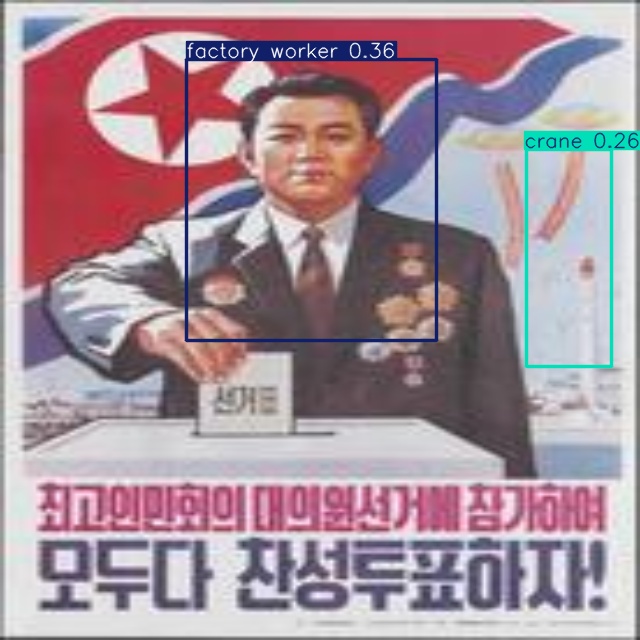 factory worker 0.36
crane 0.26
선거표
최고인민회의 대의원선거에 참가하여
모두다 찬성투표하자!